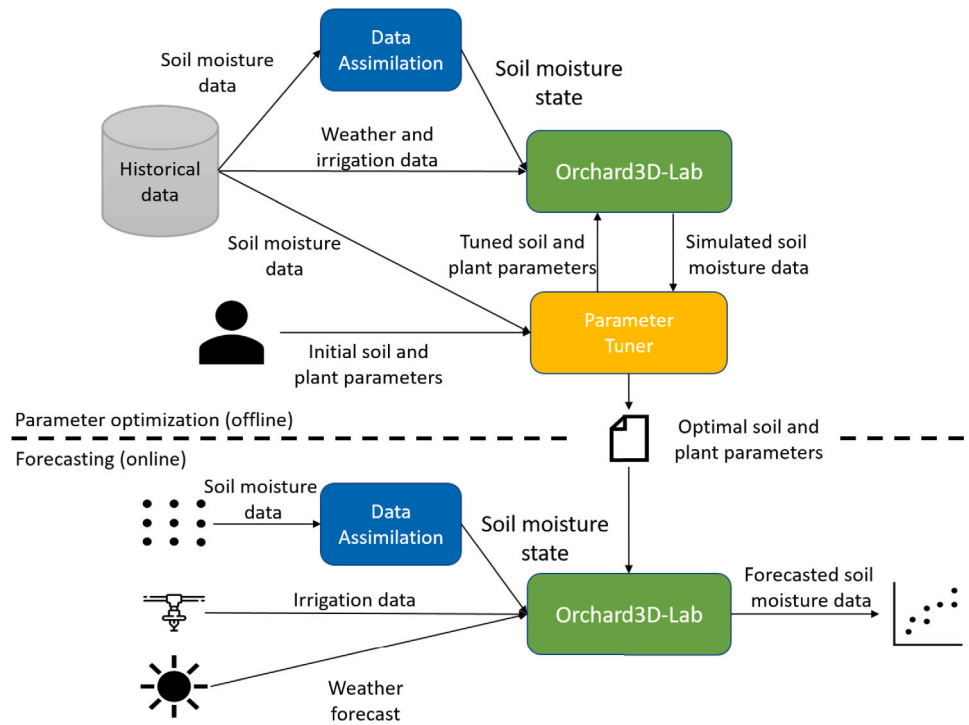 Data
Assimilation
Soil moisture
data
Soil moisture
state
Historical
data
Weather and
irrigation data
Orchard3D-Lab
Soil moisture
data
Tuned soil and
plant parameters
Simulated soil
moisture data
Initial soil and
plant parameters
Parameter
Tuner
Parameter optimization (offline)
Optimal soil and
plant parameters
Forecasting (online)
Soil moisture
data
Data
Assimilation
Soil moisture
state
Irrigation data
Orchard3D-Lab
Forecasted soil
moisture data
Weather
forecast